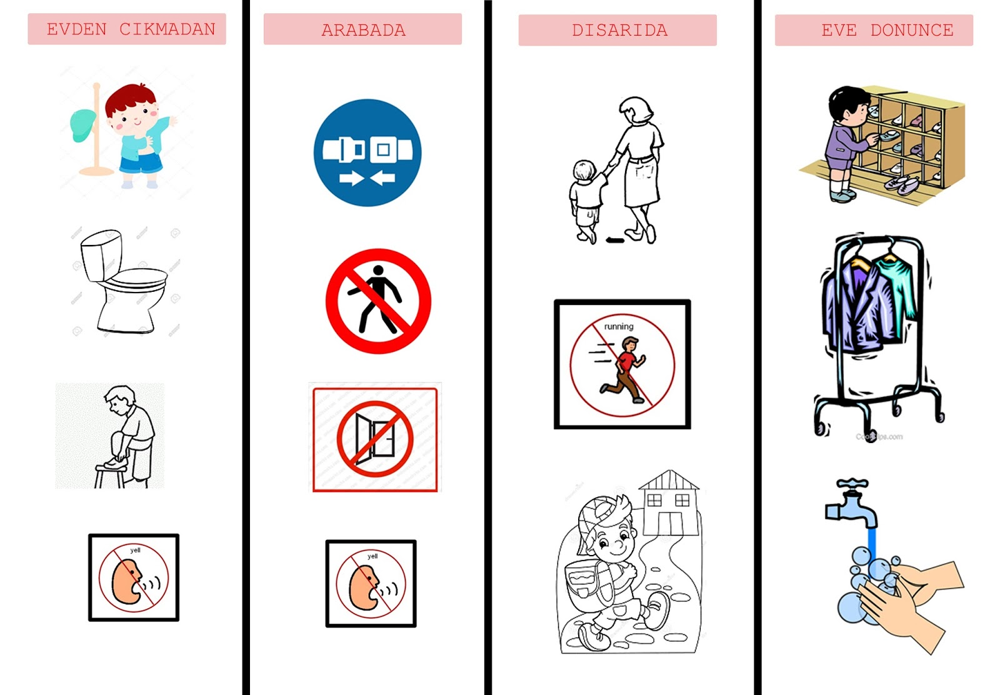 EVDEN CIKMADAN
ARABADA
DISARIDA
EVE DONUNCE
yell
yell
running